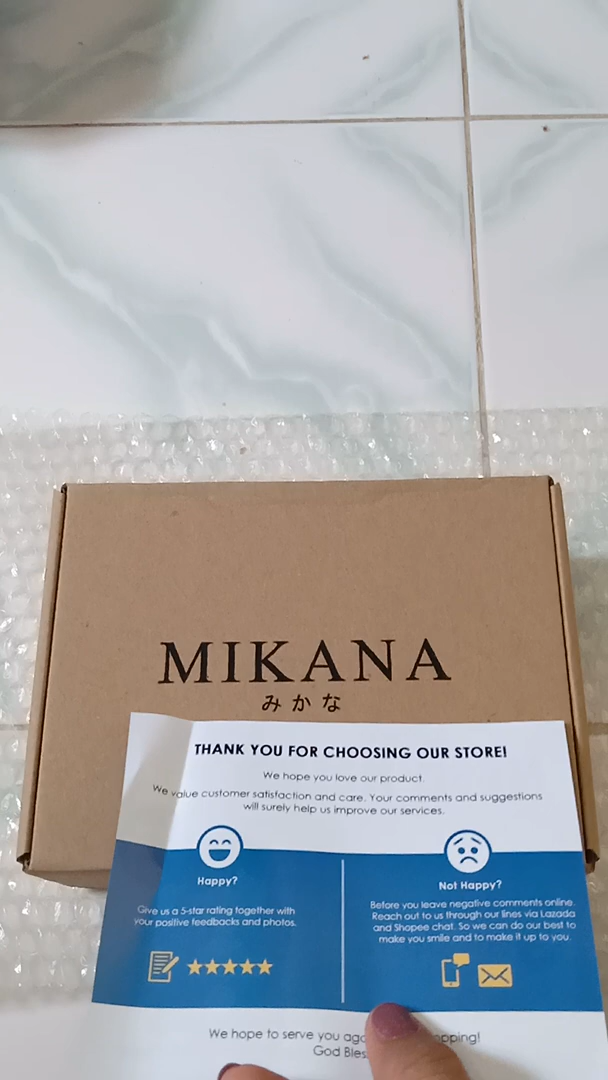 MIKANA
みかな
THANK YOU FOR CHOOSING OUR STORE!
We hope you love our product.
We value customer satisfaction and care. Your comments and suggestions
will surely help us improve our services.
Happy?
Give us a 5-star rating together with
your positive feedbacks and photos.
Not Happy?
Before you leave negative comments online.
Reach out to us through our lines via Lazada
and Shopee chat. So we can do our best to
make you smile and to make it up to you.
We hope to serve you
God